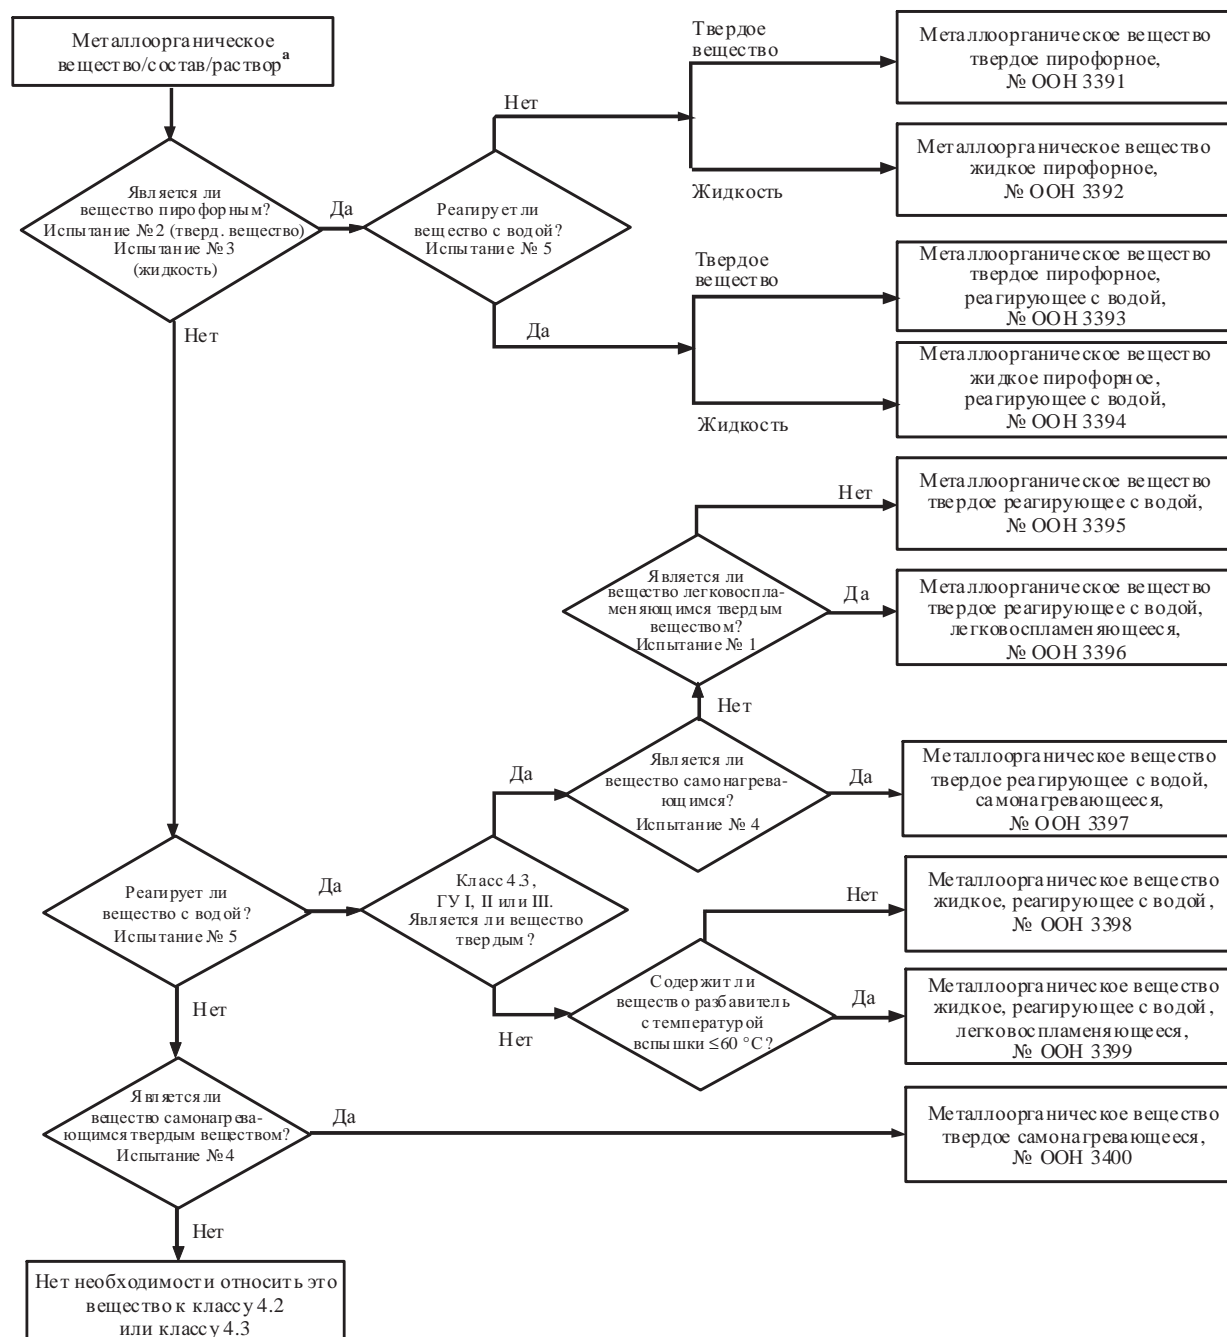 Металлоорганическое
вещество/состав/раствор а
Является ли
вещество пирофорным?
Испытание №2 (тверд. вещество)
Испытание №3
(жидкость)
Да
Реагирует ли
вещество с водой?
Испытание № 5
Нет
Твердое
вещество
Металлоорганическое вещество
твердое пирофорное,
№ ООН 3391
Жидкость
Металлоорганическое вещество
жидкое пирофорное,
№ ООН 3392
Да
Твердое
вещество
Металлоорганическое вещество
твердое пирофорное,
реагирующее с водой,
№ ООН 3393
Жидкость
Металлоорганическое вещество
жидкое пирофорное,
реагирующее с водой,
№ ООН 3394
Нет
Нет
Металлоорганическое вещество
твердое реагирующее с водой,
№ ООН 3395
Является ли
вещество легковоспла-
меняющимся твердым
веществом?
Испытание № 1
Да
Металлоорганическое вещество
твердое реагирующее с водой,
легковоспламеняющееся,
№ ООН 3396
Нет
Является ли
вещество самонагрева-
ющимся?
Испытание № 4
Да
Да
Металлоорганическое вещество
твердое реагирующее с водой,
самонагревающееся,
№ ООН 3397
Реагирует ли
вещество с водой?
Испытание № 5
Да
Класс 4.3,
ГУ I, II или III.
Является ли вещество
твердым?
Нет
Металлоорганическое вещество
жидкое, реагирующее с водой,
№ ООН 3398
Нет
Содержит ли
вещество разбавитель
с температурой
вспышки ≤60 °C?
Да
Металлоорганическое вещество
жидкое, реагирующее с водой,
легковоспламеняющееся,
№ ООН 3399
Нет
Является ли
вещество самонагрева-
ющимся твердым веществом?
Испытание №4
Да
Металлоорганическое вещество
твердое самонагревающееся,
№ ООН 3400
Нет
Нет необходимости относить это
вещество к классу 4.2
или классу 4.3